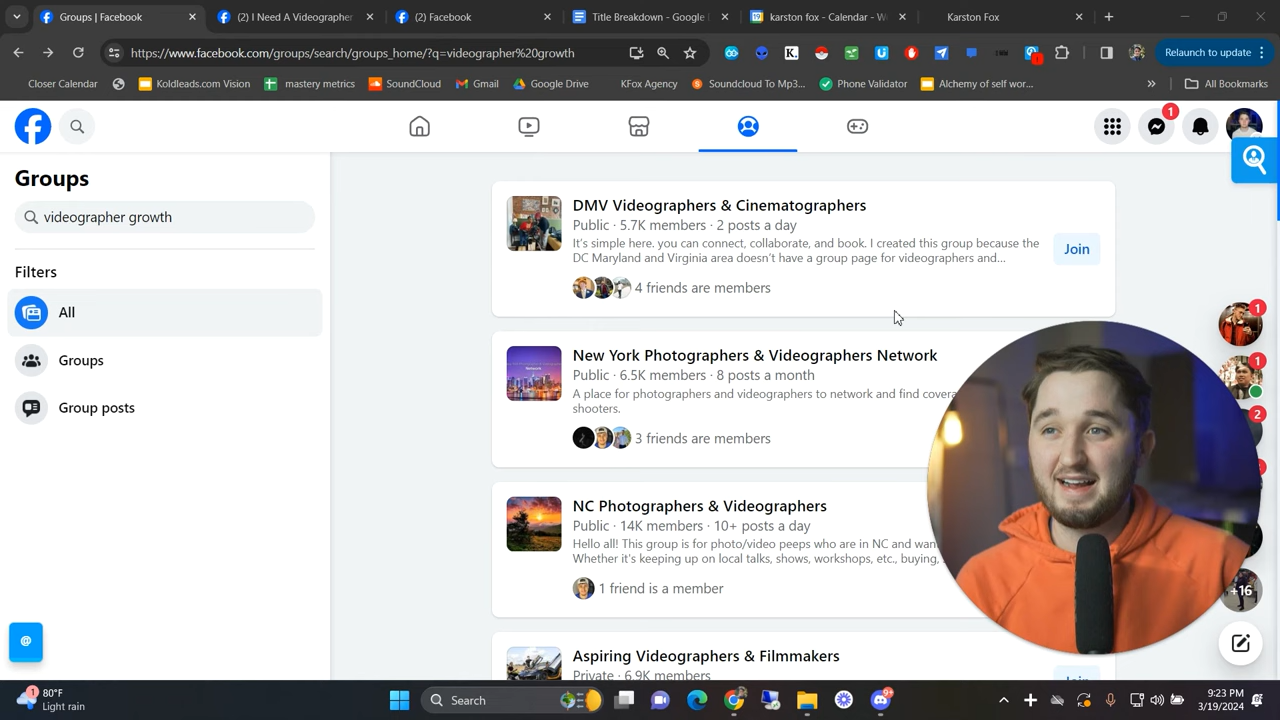 Groups | Facebook
(2) I Need A Videographer
(2) Facebook
Title Breakdown - Google
karston fox - Calendar - W
Karston Fox
https://www.facebook.com/groups/search/groups_home/?q=videographer%20growth
Relaunch to update
Closer Calendar
Koldleads.com Vision
mastery metrics
SoundCloud
Gmail
Google Drive
KFox Agency
Soundcloud To Mp3...
Phone Validator
Alchemy of self wor...
All Bookmarks
1
Groups
videographer growth
Filters
All
Groups
Group posts
DMV Videographers & Cinematographers
Public · 5.7K members · 2 posts a day
It's simple here. you can connect, collaborate, and book. I created this group because the
DC Maryland and Virginia area doesn't have a group page for videographers and...
Join
4 friends are members
New York Photographers & Videographers Network
Public · 6.5K members · 8 posts a month
A place for photographers and videographers to network and find covera
shooters.
3 friends are members
NC Photographers & Videographers
Public · 14K members · 10+ posts a day
Hello all! This group is for photo/video peeps who are in NC and wan
Whether it's keeping up on local talks, shows, workshops, etc., buying,
1 friend is a member
Aspiring Videographers & Filmmakers
Private · 6.9K members
Join
1
1
2
+16
@
1
80°F
Light rain
Search
9+
9:23 PM
3/19/2024